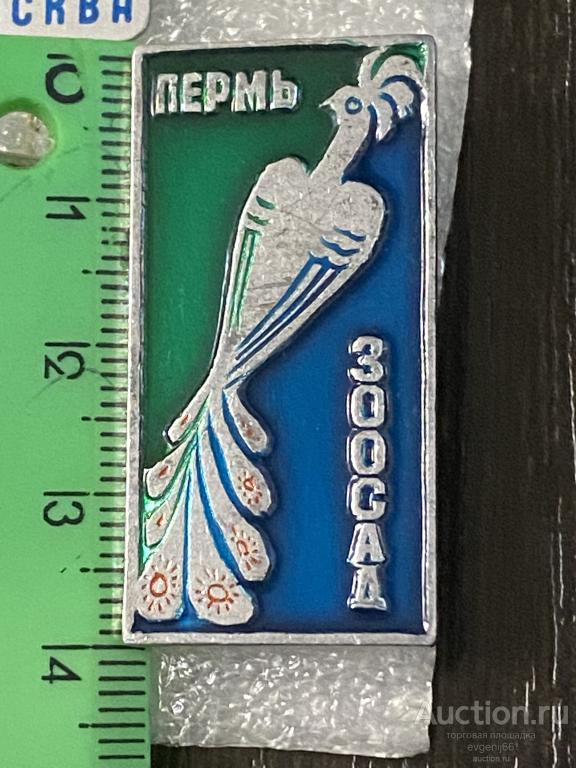 СКВА
ПЕРМЬ
ЗООСАД
0
1
2
3
4
Auction.ru
торговая площадка
evgenij661
auction.ru